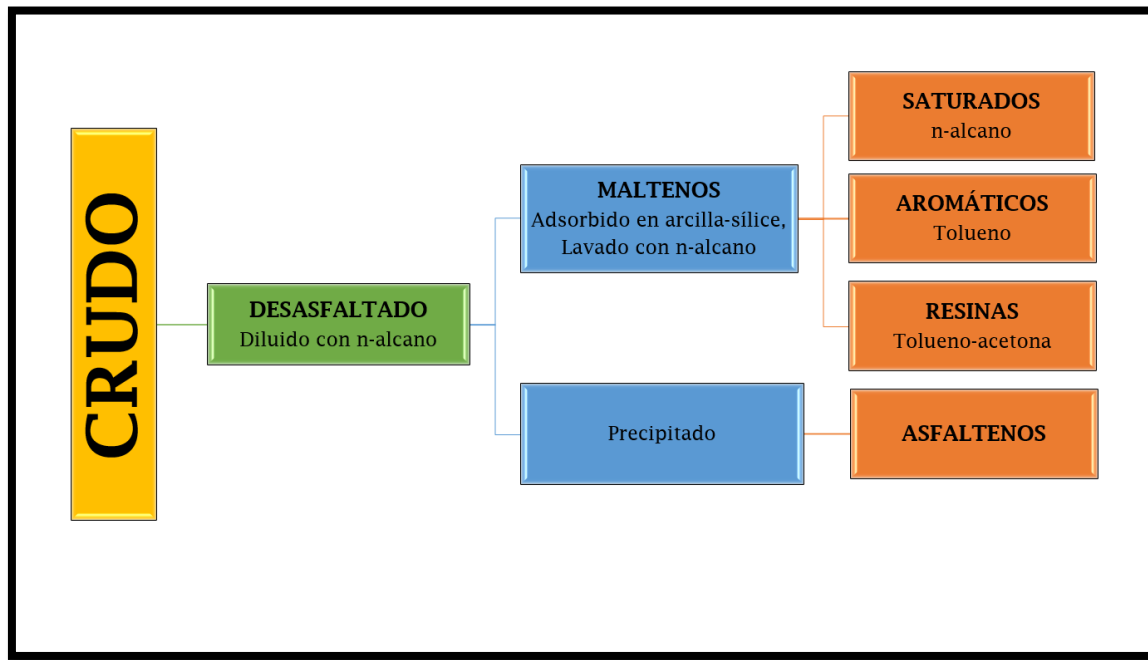 CRUDO
DESASFALTADO
Diluido con n-alcano
MALTENOS
Adsorbido en arcilla-sílice,
Lavado con n-alcano
Precipitado
SATURADOS
n-alcano
AROMÁTICOS
Tolueno
RESINAS
Tolueno-acetona
ASFALTENOS